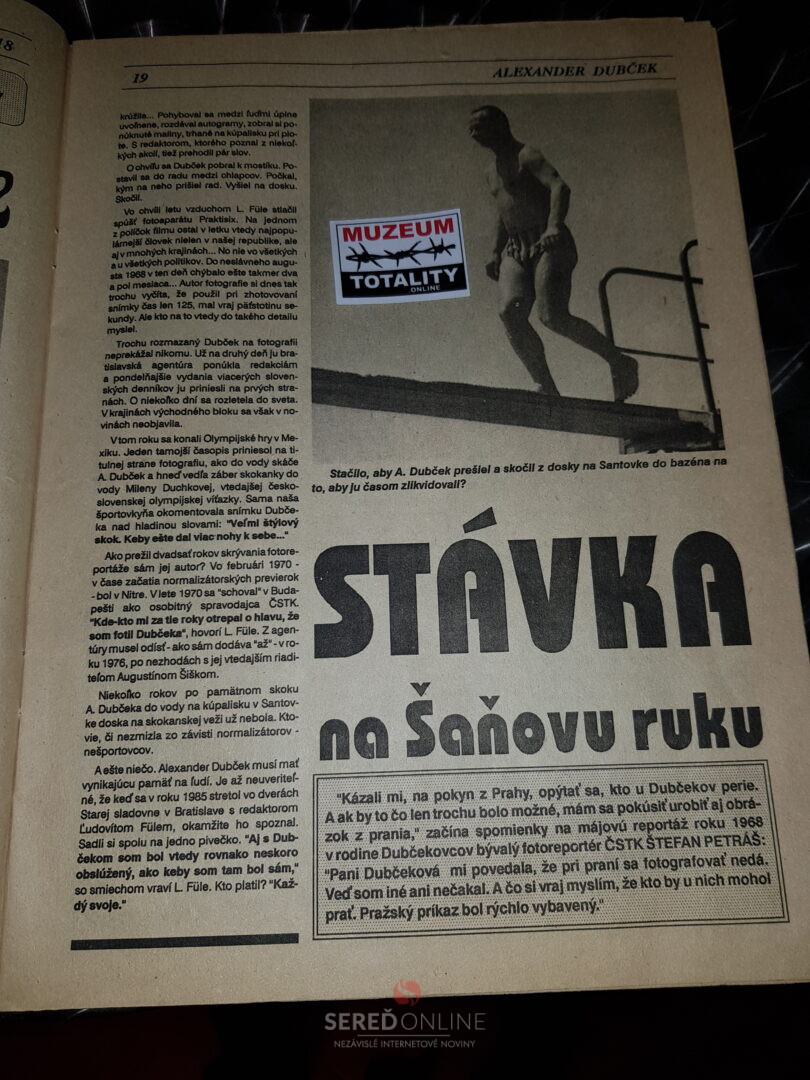 18
19
ALEXANDER DUBČEK
krúžila... Pohyboval sa medzi ľuďmi úplne
uvoľnene, rozdával autogramy, zobral si po-
núknuté maliny, trhané na kúpalisku pri plo-
te. S redaktorom, ktorého poznal z niekoľ-
kých akcií, tiež prehodil pár slov.
O chvíľu sa Dubček pobral k mostíku. Po-
stavil sa do radu medzi chlapcov. Počkal,
kým na neho prišiel rad. Vyšiel na dosku.
Skočil.
Vo chvíli letu vzduchom L. Füle stlačil
spúšť fotoaparátu Praktisix. Na jednom
z políčok filmu ostal v letku vtedy najpopu-
lárnejší človek nielen v našej republike, ale
aj v mnohých krajinách... No nie vo všetkých
a u všetkých politikov. Do neslávneho augu-
sta 1968 v ten deň chýbalo ešte takmer dva
a pol mesiaca... Autor fotografie si dnes tak
trochu vyčíta, že použil pri zhotovovaní
snímky čas len 125, mal vraj päťstotinu se-
kundy. Ale kto na to vtedy do takého detailu
myslel.
Trochu rozmazaný Dubček na fotografii
neprekážal nikomu. Už na druhý deň ju bra-
tislavská agentúra ponúkla redakciám
a pondelňajšie vydania viacerých sloven-
ských denníkov ju priniesli na prvých stra-
nách. O niekoľko dní sa rozletela do sveta.
V krajinách východného bloku sa však v no-
vinách neobjavila.
V tom roku sa konali Olympijské hry v Me-
xiku. Jeden tamojší časopis priniesol na ti-
tulnej strane fotografiu, ako do vody skáče
A. Dubček a hneď vedľa záber skokanky do
vody Mileny Duchkovej, vtedajšej česko-
slovenskej olympijskej víťazky. Sama naša
športovkyňa okomentovala snímku Dubče-
ka nad hladinou slovami: "Veľmi štýlový
skok. Keby ešte dal viac nohy k sebe..."
Ako prežil dvadsať rokov skrývania fotore-
portáže sám jej autor? Vo februári 1970 -
v čase začatia normalizátorských previerok
- bol v Nitre. V lete 1970 sa "schoval" v Buda-
pešti ako osobitný spravodajca ČSTK.
"Kde-kto mi za tie roky otrepal o hlavu, že
som fotil Dubčeka", hovorí L. Füle. Z agen-
túry musel odísť - ako sám dodáva "až" - v ro-
ku 1976, po nezhodách s jej vtedajším riadi-
teľom Augustínom Šiškom.
Niekoľko rokov po pamätnom skoku
A. Dubčeka do vody na kúpalisku v Santov-
ke doska na skokanskej veži už nebola. Kto-
vie, či nezmizla zo závisti normalizátorov -
nešportovcov.
A ešte niečo. Alexander Dubček musí mať
vynikajúcu pamäť na ľudí. Je až neuveriteľ-
né, že keď sa v roku 1985 stretol vo dverách
Starej sladovne v Bratislave s redaktorom
Ľudovítom Fülem, okamžite ho spoznal.
Sadli si spolu na jedno pivečko. "Aj s Dub-
čekom som bol vtedy rovnako neskoro
obslúžený, ako keby som tam bol sám,"
so smiechom vraví L. Füle. Kto platil? "Kaž-
dý svoje."
MUZEUM
TOTALITY
.ONLINE
Stačilo, aby A. Dubček prešiel a skočil z dosky na Santovke do bazéna na
to, aby ju časom zlikvidovali?
STÁVKA
na Šaňovu ruku
"Kázali mi, na pokyn z Prahy, opýtať sa, kto u Dubčekov perie.
A ak by to čo len trochu bolo možné, mám sa pokúsiť urobiť aj obrá-
zok z prania," začína spomienky na májovú reportáž roku 1968
v rodine Dubčekovcov bývalý fotoreportér ČSTK ŠTEFAN PETRÁŠ:
"Pani Dubčeková mi povedala, že pri praní sa fotografovať nedá.
Veď som iné ani nečakal. A čo si vraj myslím, že kto by u nich mohol
prať. Pražský príkaz bol rýchlo vybavený."
SEREĎONLINE
NEZÁVISLÉ INTERNETOVÉ NOVINY